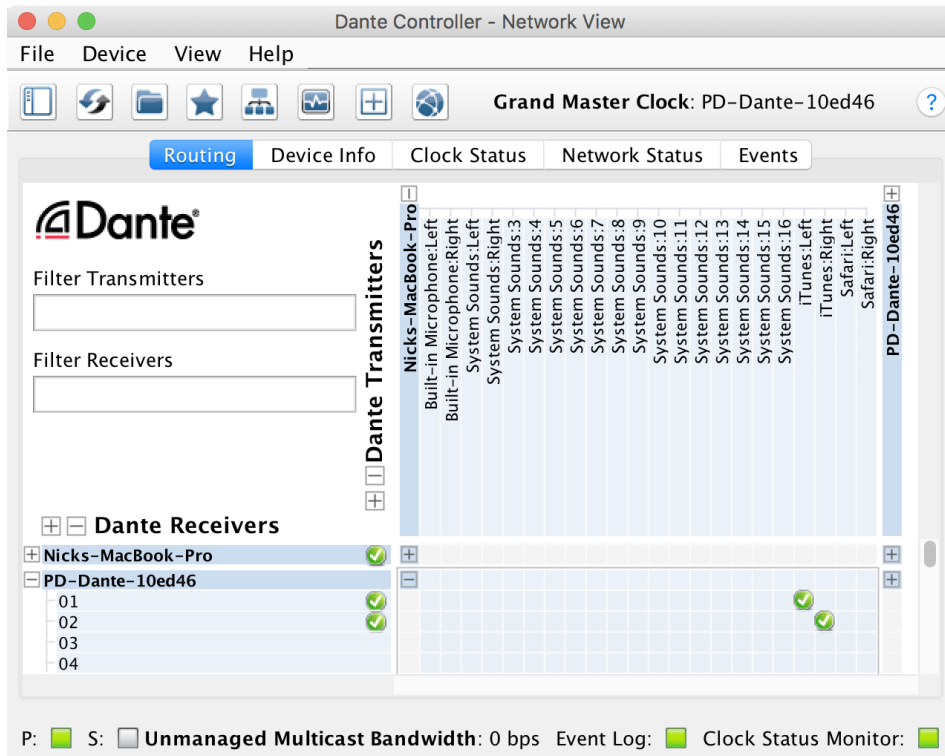 Dante Controller - Network View
File Device View Help
Grand Master Clock: PD-Dante-10ed46 ?
Routing Device Info Clock Status Network Status Events
Dante®
Filter Transmitters
Filter Receivers
Dante Transmitters
Nicks-MacBook-Pro
Built-in Microphone:Left
Built-in Microphone:Right
System Sounds:Left
System Sounds:Right
System Sounds:3
System Sounds:4
System Sounds:5
System Sounds:6
System Sounds:7
System Sounds:8
System Sounds:9
System Sounds:10
System Sounds:11
System Sounds:12
System Sounds:13
System Sounds:14
System Sounds:15
System Sounds:16
iTunes:Left
iTunes:Right
Safari:Left
Safari:Right
PD-Dante-10ed46
Dante Receivers
Nicks-MacBook-Pro
PD-Dante-10ed46
01
02
03
04
P: S: Unmanaged Multicast Bandwidth: 0 bps Event Log: Clock Status Monitor: